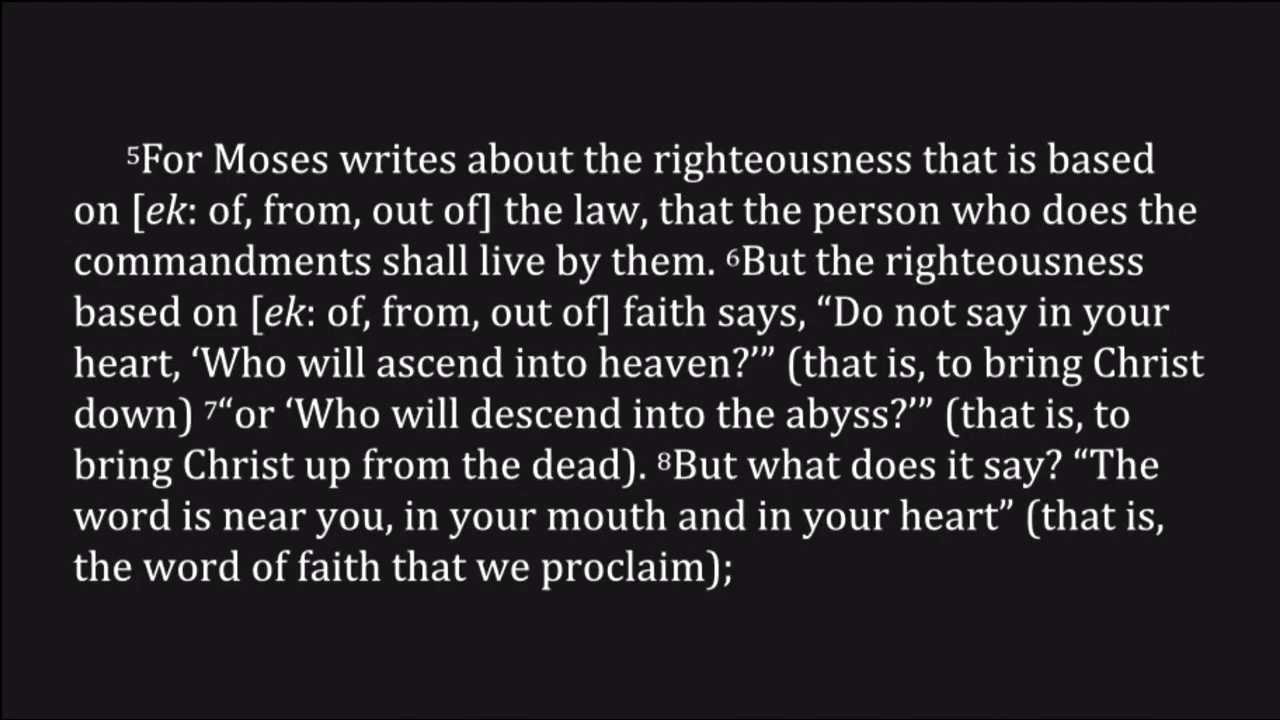 ⁵For Moses writes about the righteousness that is based
on [ek: of, from, out of] the law, that the person who does the
commandments shall live by them. ⁶But the righteousness
based on [ek: of, from, out of] faith says, “Do not say in your
heart, ‘Who will ascend into heaven?’” (that is, to bring Christ
down) ⁷“or ‘Who will descend into the abyss?’” (that is, to
bring Christ up from the dead). ⁸But what does it say? “The
word is near you, in your mouth and in your heart” (that is,
the word of faith that we proclaim);